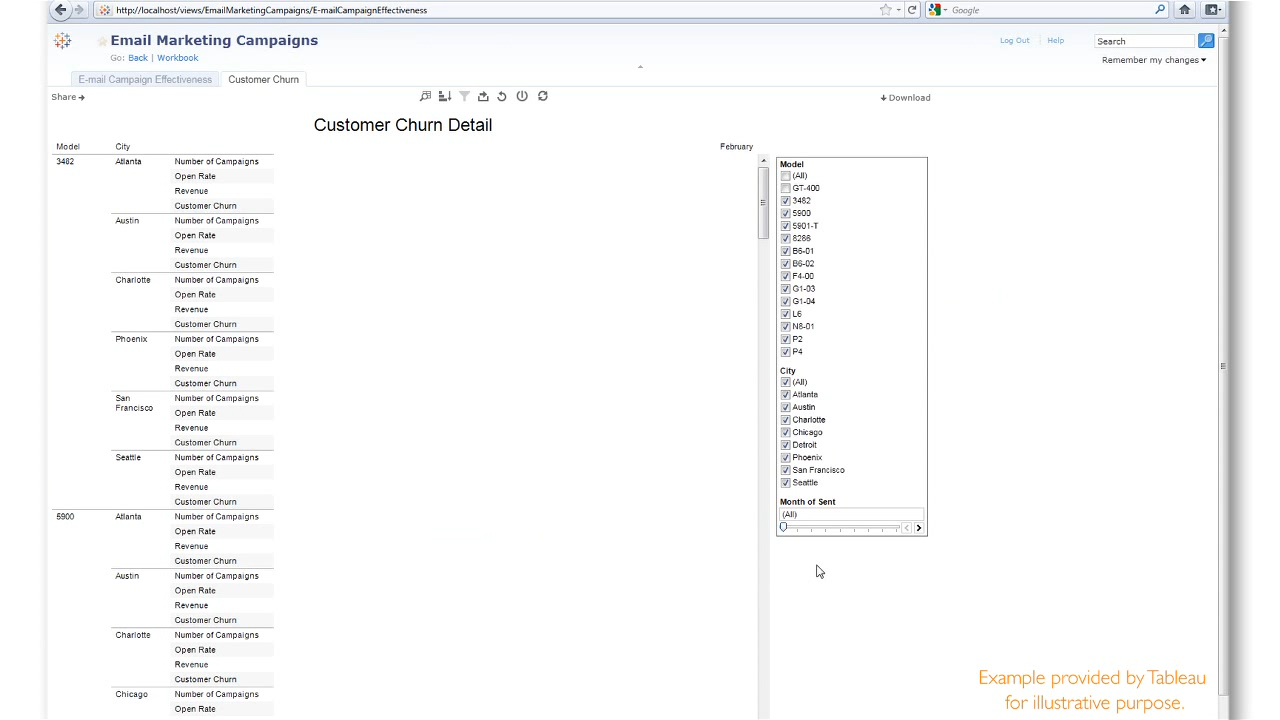 http://localhost/views/EmailMarketingCampaigns/E-mailCampaignEffectiveness
Google
Email Marketing Campaigns
Log Out
Help
Search
Go: Back | Workbook
Remember my changes
E-mail Campaign Effectiveness
Customer Churn
Share
Download
Customer Churn Detail
Model
City
February
3482
Atlanta
Number of Campaigns
Open Rate
Revenue
Customer Churn
Austin
Number of Campaigns
Open Rate
Revenue
Customer Churn
Charlotte
Number of Campaigns
Open Rate
Revenue
Customer Churn
Phoenix
Number of Campaigns
Open Rate
Revenue
Customer Churn
San
Francisco
Number of Campaigns
Open Rate
Revenue
Customer Churn
Seattle
Number of Campaigns
Open Rate
Revenue
Customer Churn
5900
Atlanta
Number of Campaigns
Open Rate
Revenue
Customer Churn
Austin
Number of Campaigns
Open Rate
Revenue
Customer Churn
Charlotte
Number of Campaigns
Open Rate
Revenue
Customer Churn
Chicago
Number of Campaigns
Open Rate
Model
(All)
GT-400
3482
5900
5901-T
8286
B6-01
B6-02
F4-00
G1-03
G1-04
L6
N8-01
P2
P4
City
(All)
Atlanta
Austin
Charlotte
Chicago
Detroit
Phoenix
San Francisco
Seattle
Month of Sent
(All)
Example provided by Tableau
for illustrative purpose.